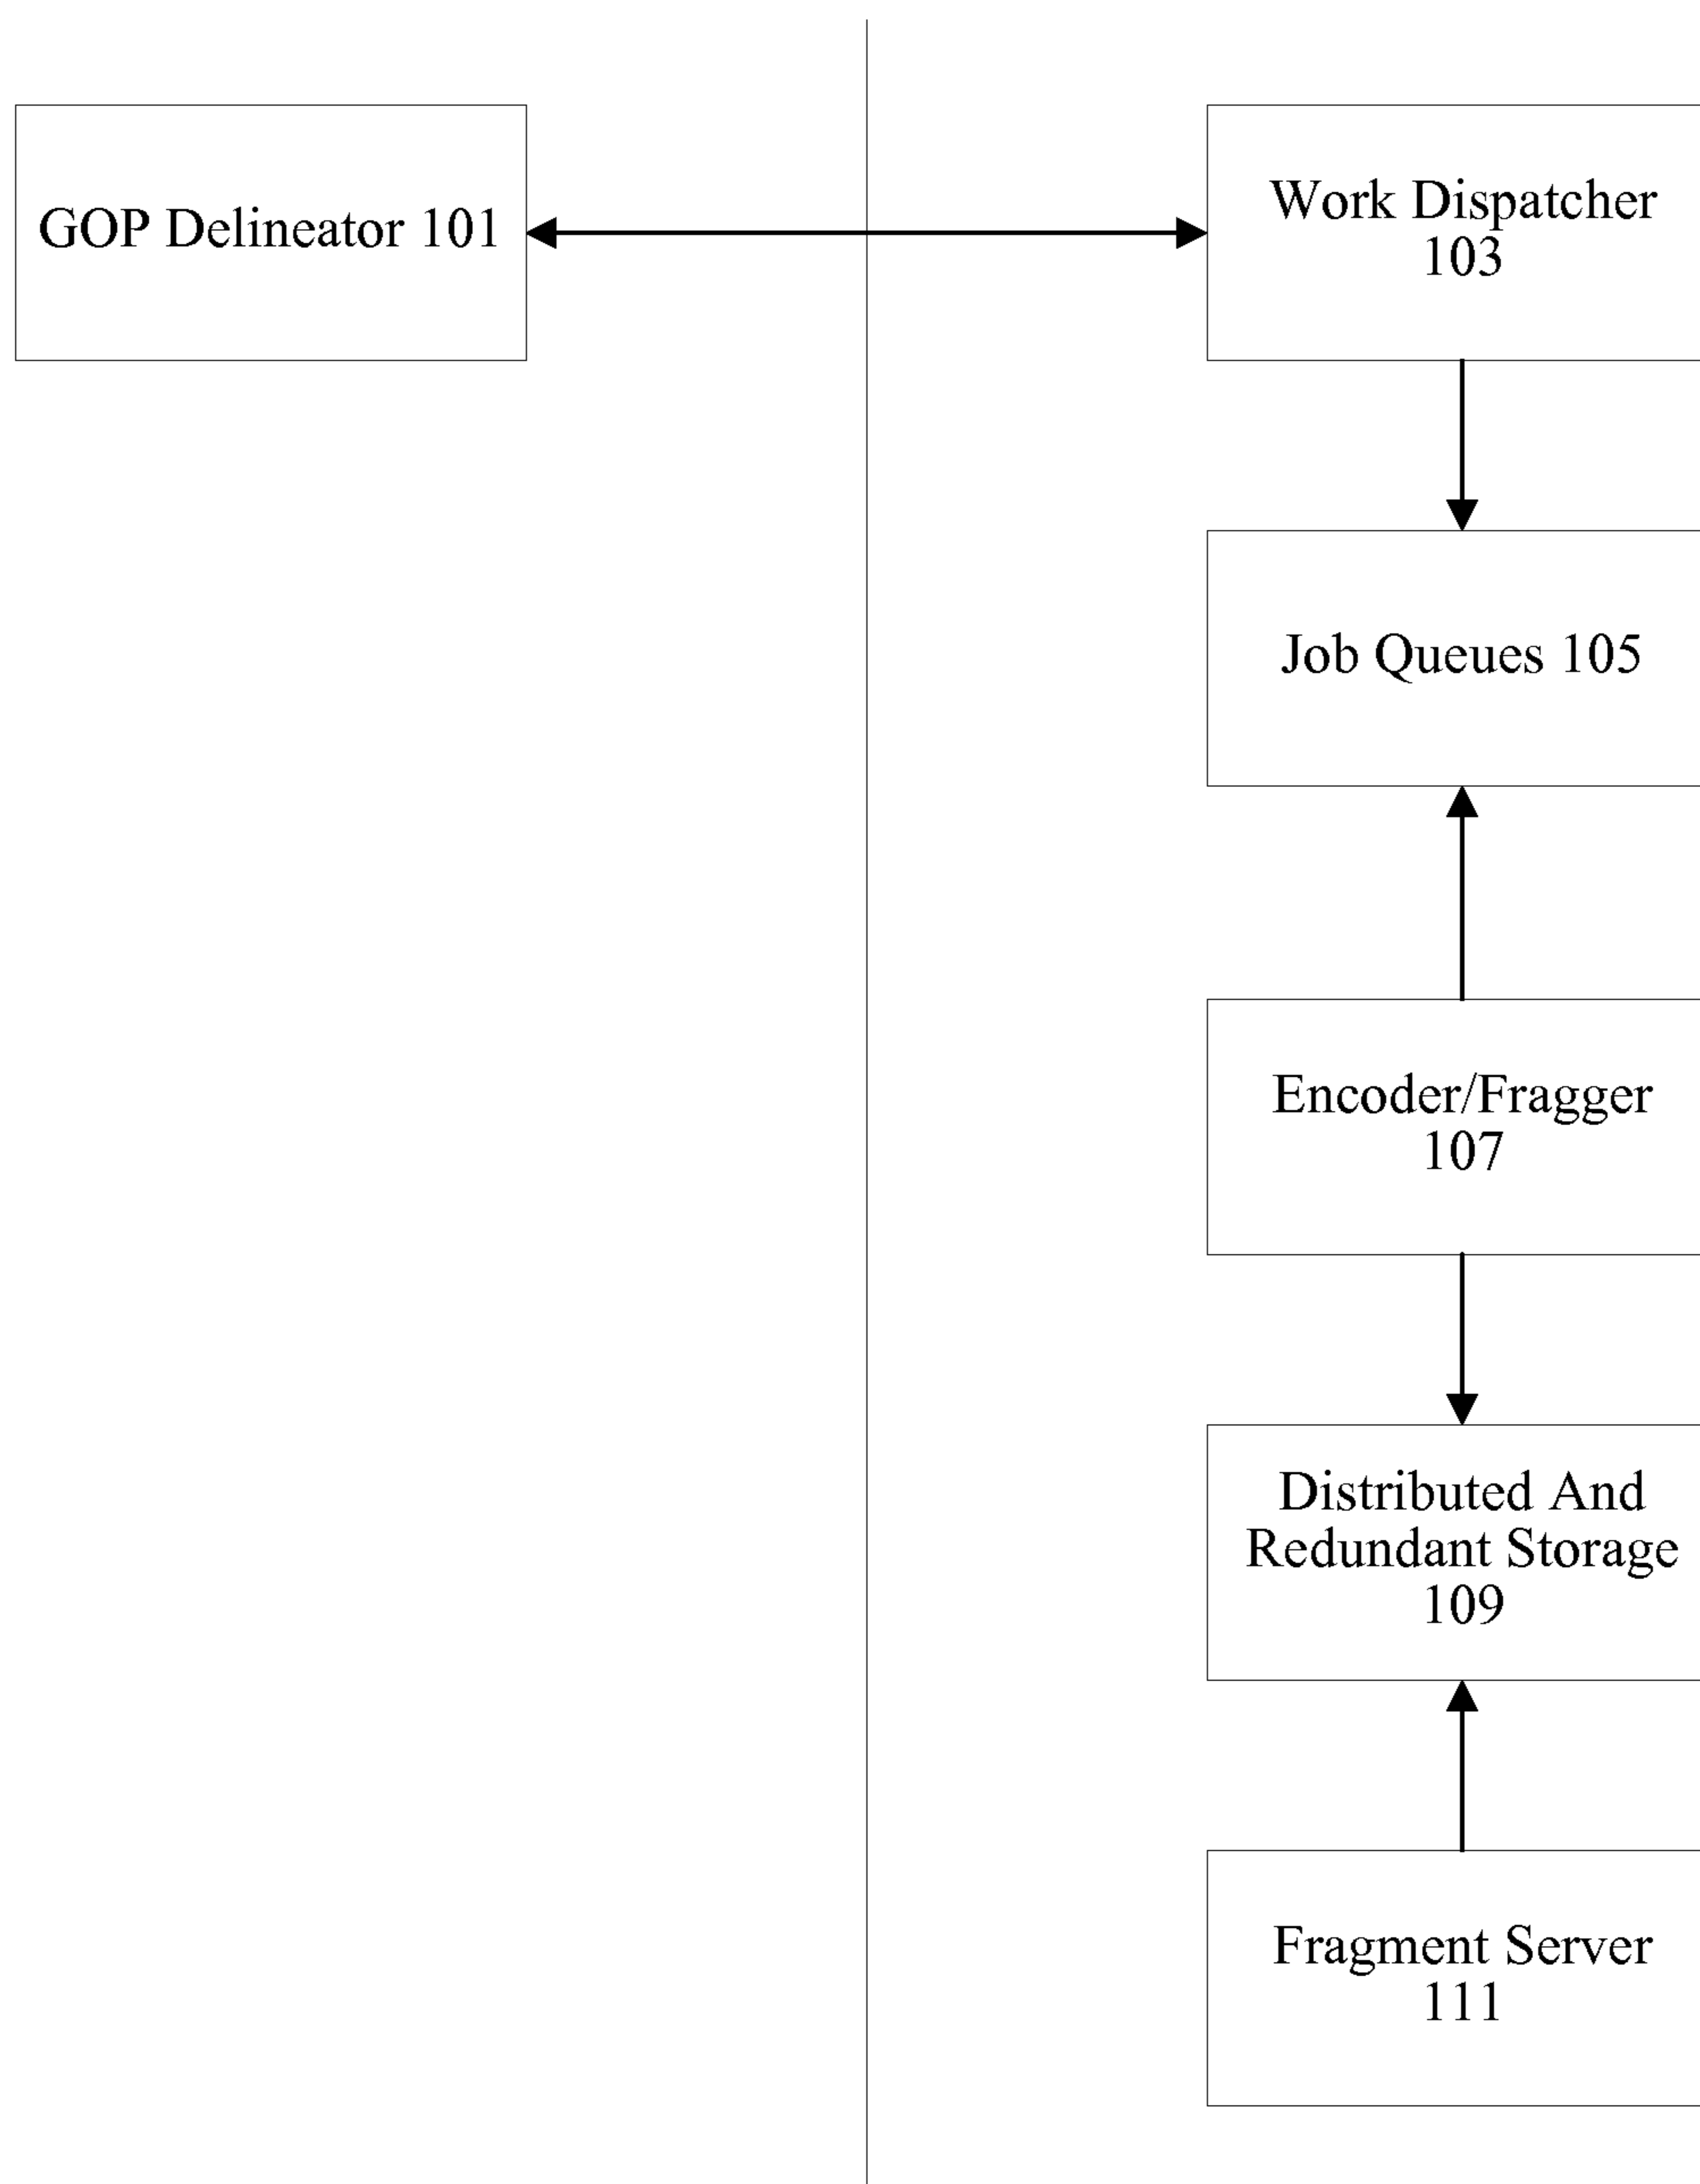 GOP Delineator 101
Work Dispatcher
103
Job Queues 105
Encoder/Fragger
107
Distributed And
Redundant Storage
109
Fragment Server
111